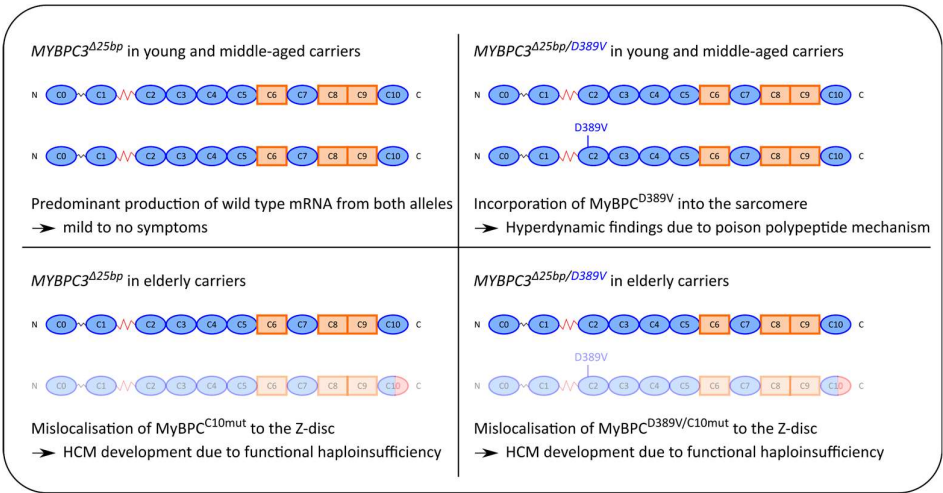 MYBPC3Δ25bp in young and middle-aged carriers
N C0 C1 C2 C3 C4 C5 C6 C7 C8 C9 C10 C
N C0 C1 C2 C3 C4 C5 C6 C7 C8 C9 C10 C
Predominant production of wild type mRNA from both alleles
→ mild to no symptoms
MYBPC3Δ25bp/D389V in young and middle-aged carriers
N C0 C1 C2 C3 C4 C5 C6 C7 C8 C9 C10 C
D389V
N C0 C1 C2 C3 C4 C5 C6 C7 C8 C9 C10 C
Incorporation of MyBPCD389V into the sarcomere
→ Hyperdynamic findings due to poison polypeptide mechanism
MYBPC3Δ25bp in elderly carriers
N C0 C1 C2 C3 C4 C5 C6 C7 C8 C9 C10 C
N C0 C1 C2 C3 C4 C5 C6 C7 C8 C9 C10 C
Mislocalisation of MyBPCC10mut to the Z-disc
→ HCM development due to functional haploinsufficiency
MYBPC3Δ25bp/D389V in elderly carriers
N C0 C1 C2 C3 C4 C5 C6 C7 C8 C9 C10 C
D389V
N C0 C1 C2 C3 C4 C5 C6 C7 C8 C9 C10 C
Mislocalisation of MyBPCD389V/C10mut to the Z-disc
→ HCM development due to functional haploinsufficiency